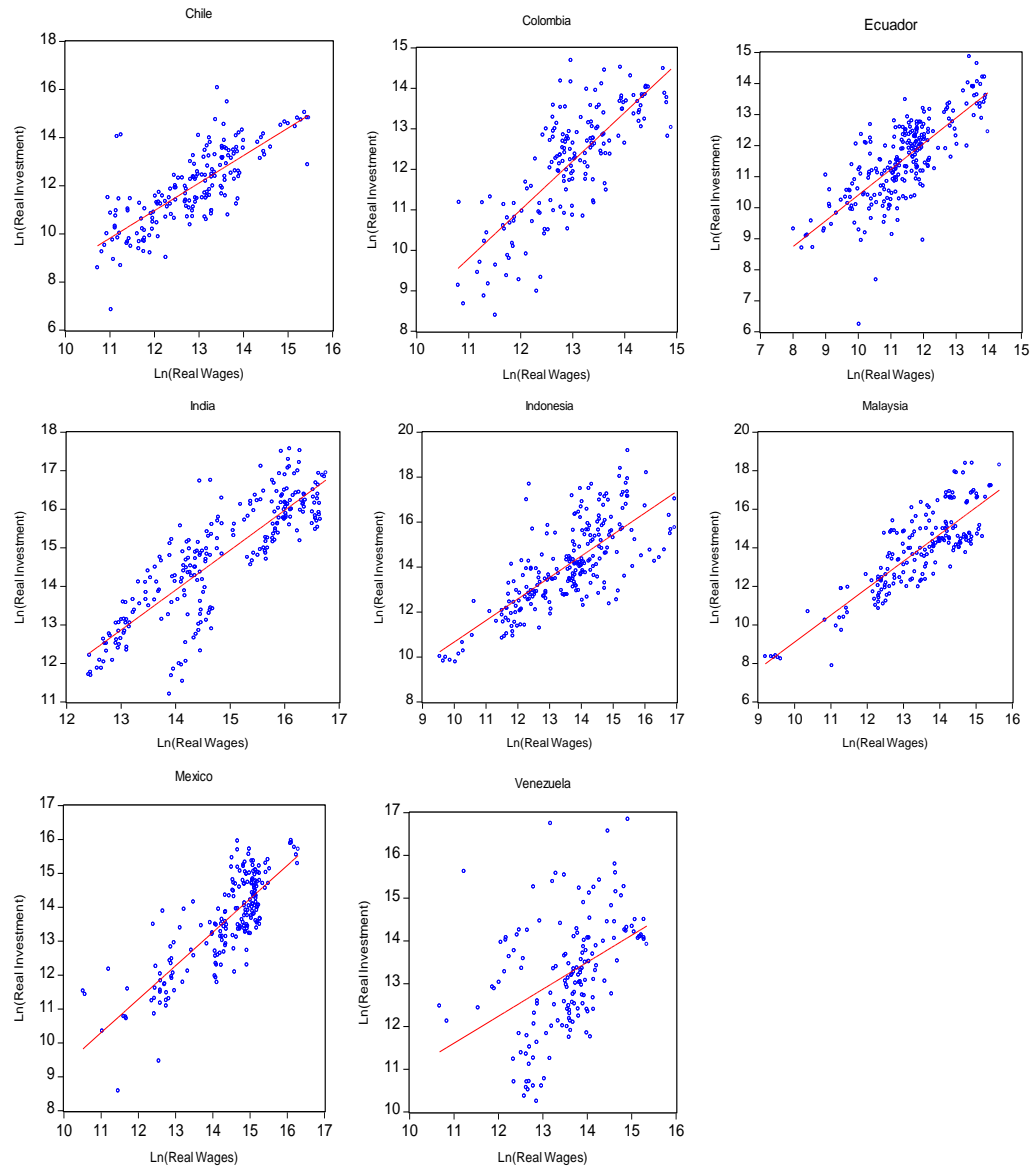 Chile
18
16
14
12
10
8
6
Ln(Real Investment)
10 11 12 13 14 15 16
Ln(Real Wages)
Colombia
15
14
13
12
11
10
9
8
Ln(Real Investment)
10 11 12 13 14 15
Ln(Real Wages)
Ecuador
15
14
13
12
11
10
9
8
7
6
Ln(Real Investment)
7 8 9 10 11 12 13 14 15
Ln(Real Wages)
India
18
17
16
15
14
13
12
11
Ln(Real Investment)
12 13 14 15 16 17
Ln(Real Wages)
Indonesia
20
18
16
14
12
10
8
Ln(Real Investment)
9 10 11 12 13 14 15 16 17
Ln(Real Wages)
Malaysia
20
18
16
14
12
10
8
6
Ln(Real Investment)
9 10 11 12 13 14 15 16
Ln(Real Wages)
Mexico
17
16
15
14
13
12
11
10
9
8
Ln(Real Investment)
10 11 12 13 14 15 16 17
Ln(Real Wages)
Venezuela
17
16
15
14
13
12
11
10
Ln(Real Investment)
10 11 12 13 14 15 16
Ln(Real Wages)